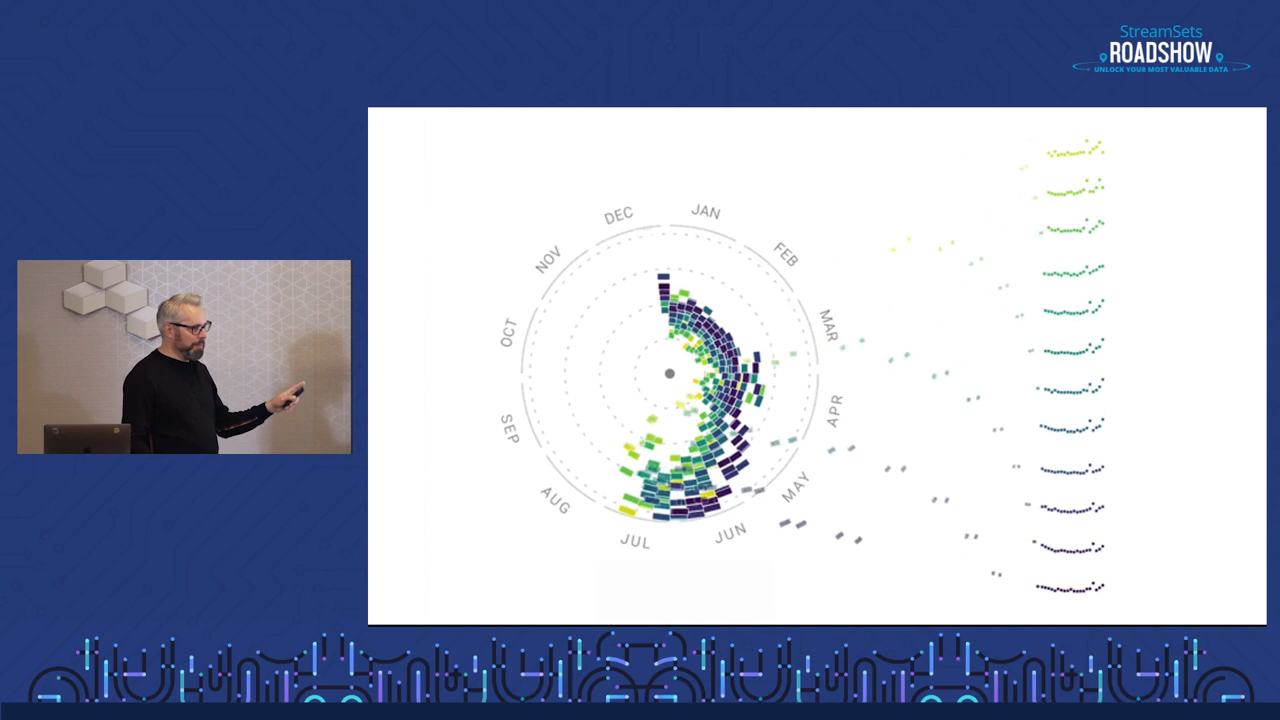 StreamSets
ROADSHOW
UNLOCK YOUR MOST VALUABLE DATA
DEC
JAN
NOV
FEB
OCT
MAR
SEP
APR
AUG
MAY
JUL
JUN